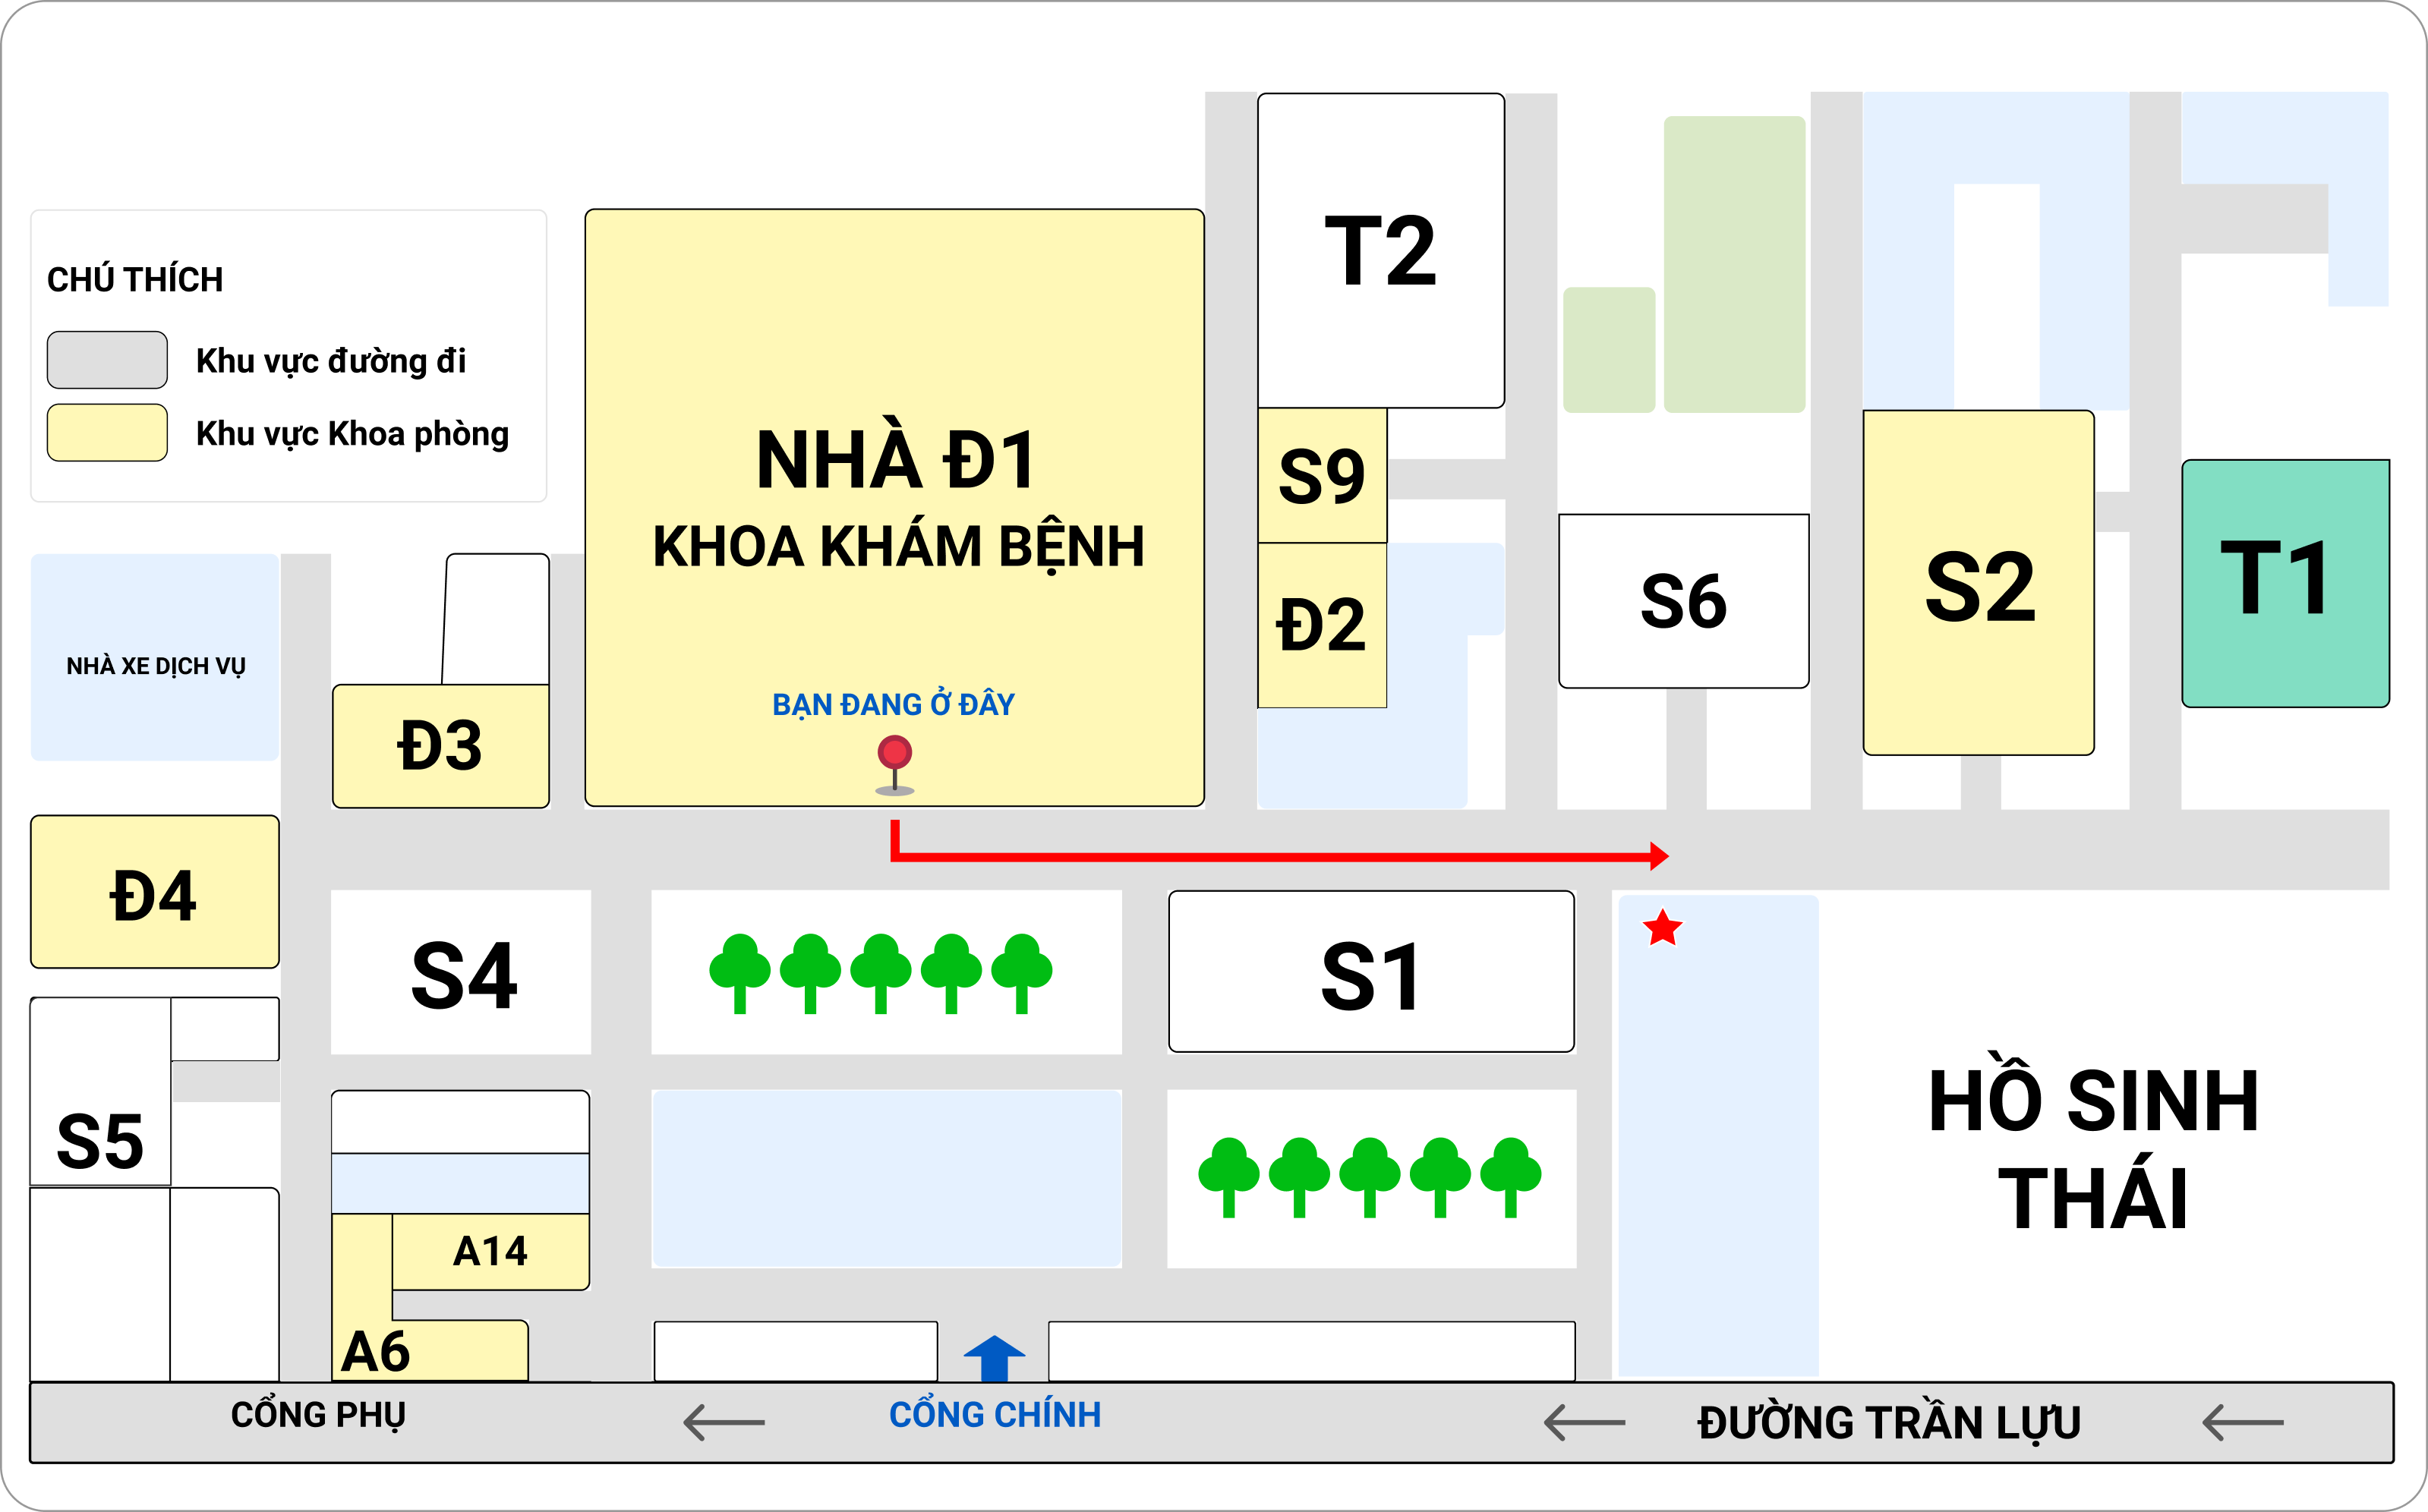 CHÚ THÍCH
Khu vực đường đi
Khu vực Khoa phòng
NHÀ Đ1
KHOA KHÁM BỆNH
BẠN ĐANG Ở ĐÂY
T2
S9
Đ2
S6
S2
T1
NHÀ XE DỊCH VỤ
Đ3
Đ4
S4
S1
S5
A14
A6
HỒ SINH
THÁI
CỔNG PHỤ
CỔNG CHÍNH
ĐƯỜNG TRẦN LỰU